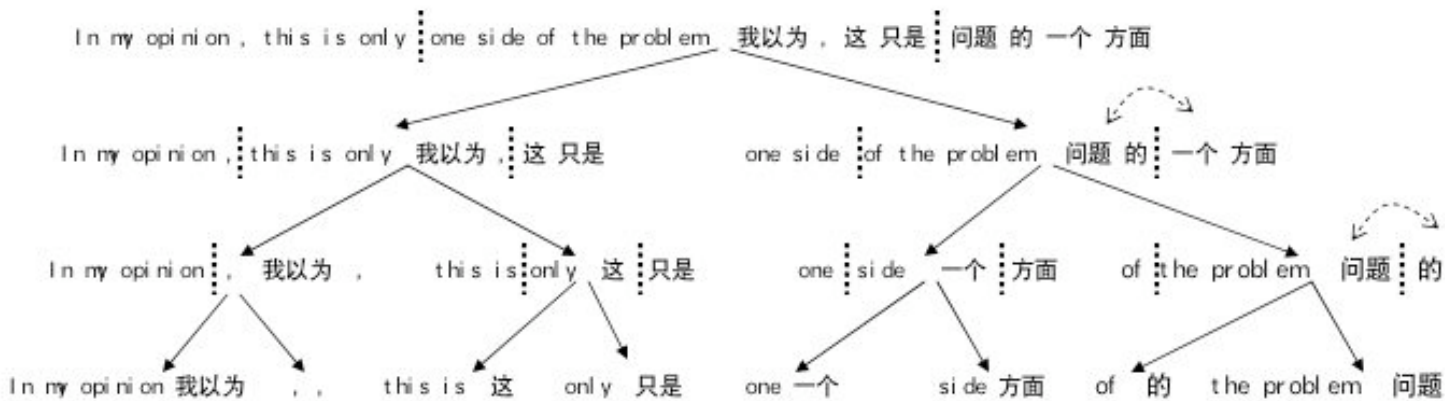 In my opinion, this is only one side of the problem 我以为 , 这 只是 问题 的 一个 方面
In my opinion, this is only 我以为 , 这 只是 one side of the problem 问题 的 一个 方面
In my opinion , 我以为 , this is only 这 只是 one side 一个 方面 of the problem 问题 的
In my opinion 我以为 , , this is 这 only 只是 one 一个 side 方面 of 的 the problem 问题